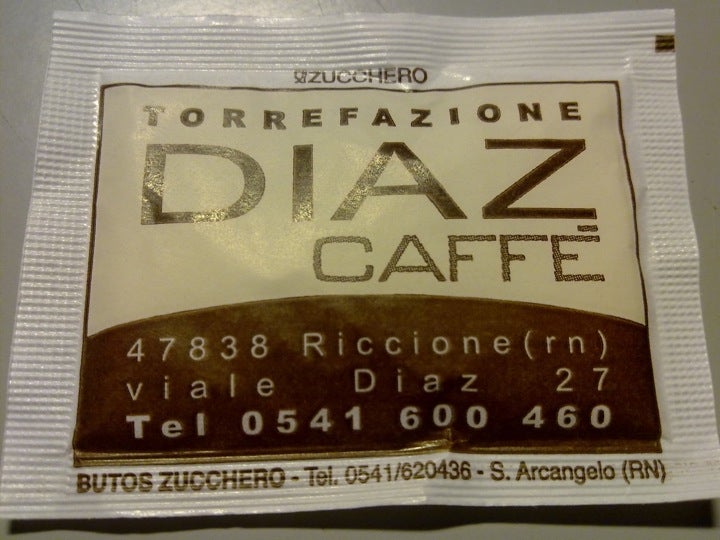 ZUCCHERO
TORREFAZIONE
DIAZ
CAFFÉ
47838 Riccione(rn)
viale Diaz 27
Tel 0541 600 460
BUTOS ZUCCHERO - Tel. 0541/620436 - S. Arcangelo (RN)